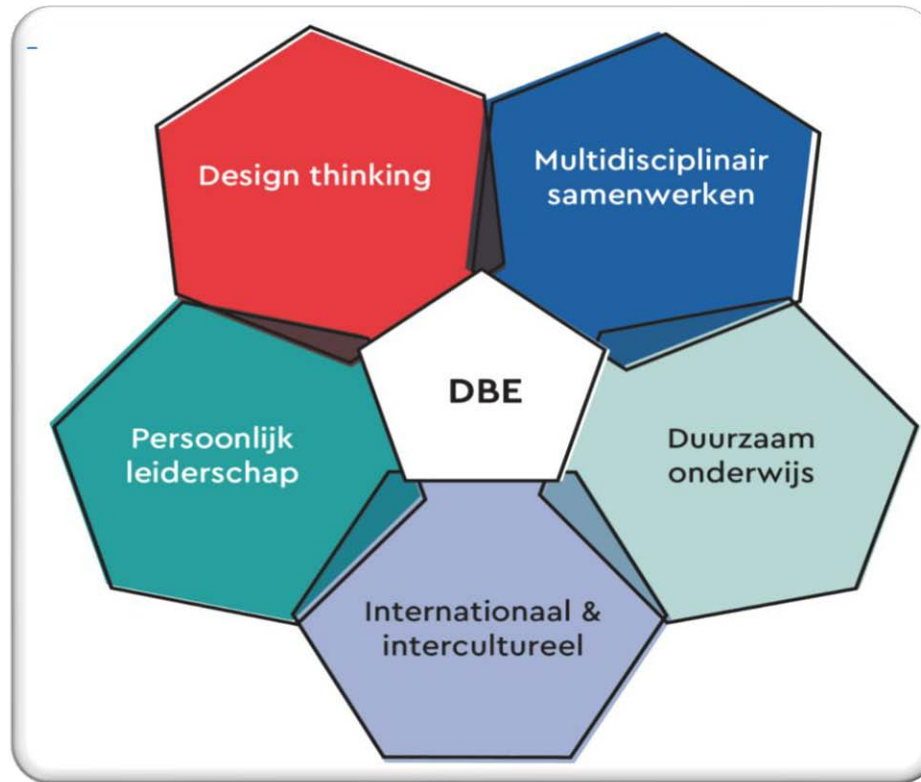 Design thinking
Multidisciplinair
samenwerken
DBE
Persoonlijk
leiderschap
Duurzaam
onderwijs
Internationaal &
intercultureel